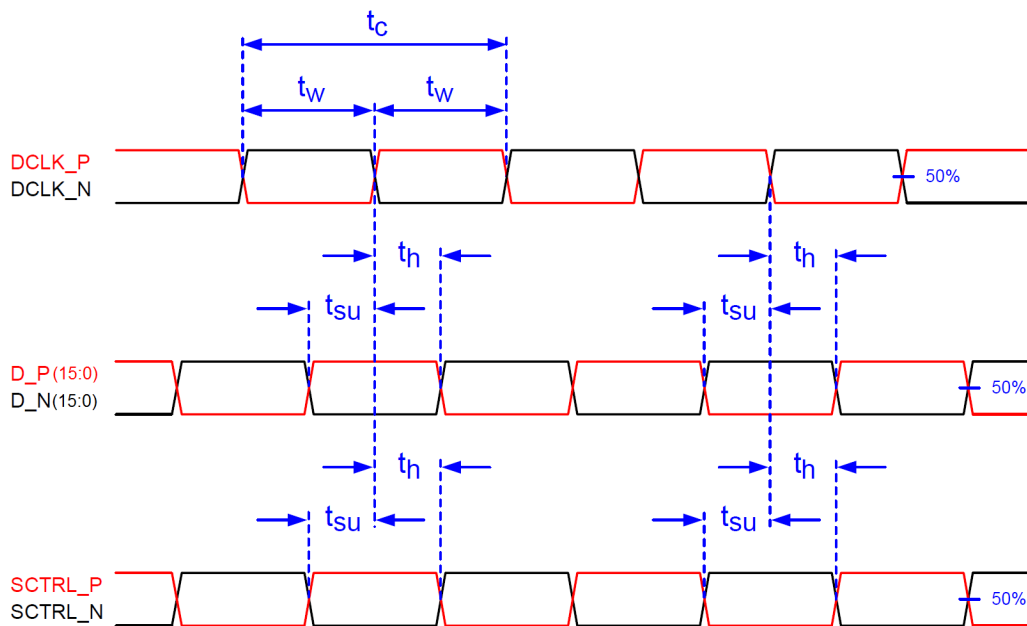 tc
tw tw
DCLK_P
DCLK_N
50%
th th
tsu tsu
D_P(15:0)
D_N(15:0)
50%
th th
tsu tsu
SCTRL_P
SCTRL_N
50%